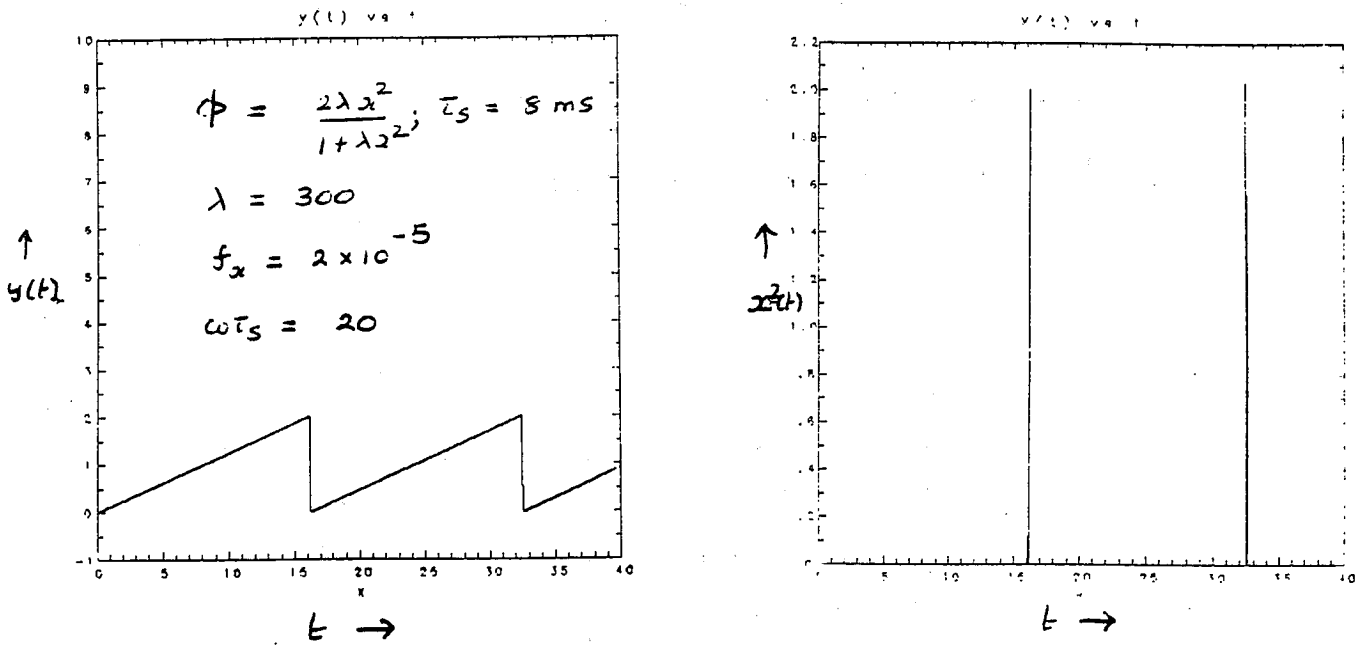 y(t) vs t
10
9
8
7
6
5
4
3
2
1
0
-1
ϕ = 2λx² / 1 + λx² ; τs = 8 ms
λ = 300
fx = 2 × 10⁻⁵
ωτs = 20
↑
y(t)
0 5 10 15 20 25 30 35 40
x
t →
vs t
2.2
2.0
1.8
1.6
1.4
1.2
1.0
.8
.6
.4
.2
↑
x²(t)
10 15 20 25 30 35 40
t →